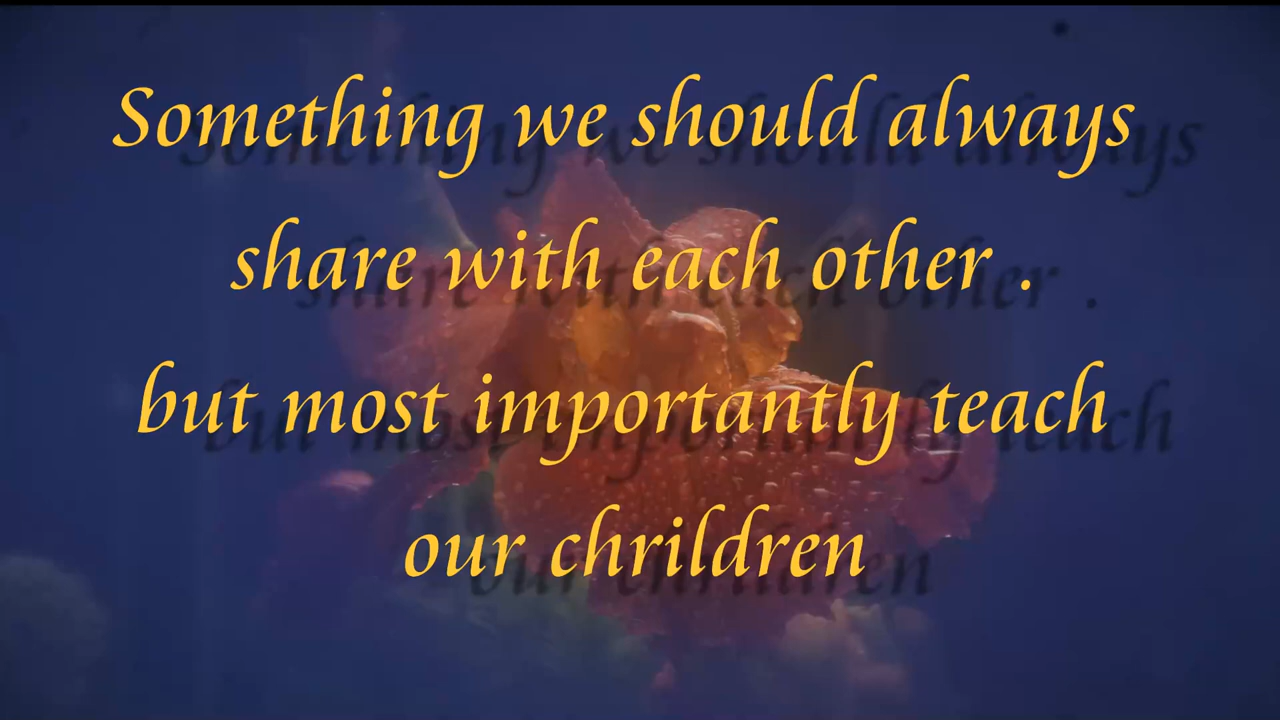 Something we should always
share with each other .
but most importantly teach
our chrildren